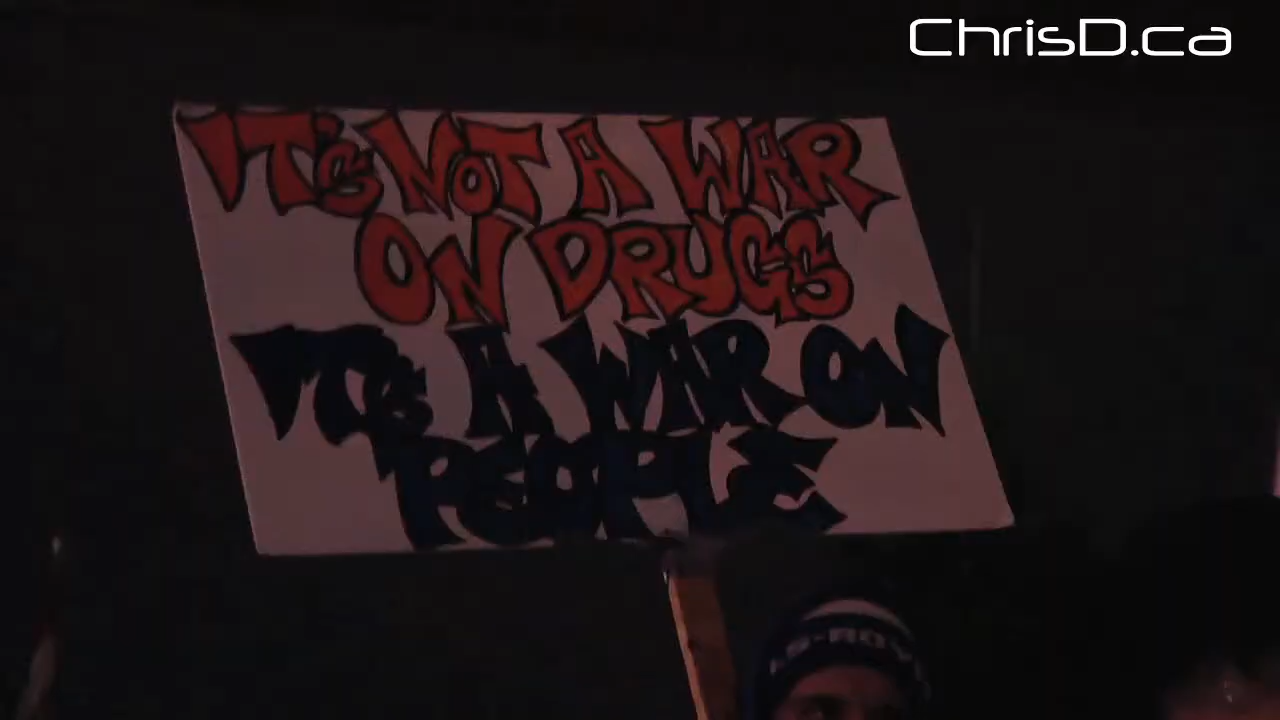 ChrisD.ca
IT'S NOT A WAR
ON DRUGS
IT'S A WAR ON
PEOPLE